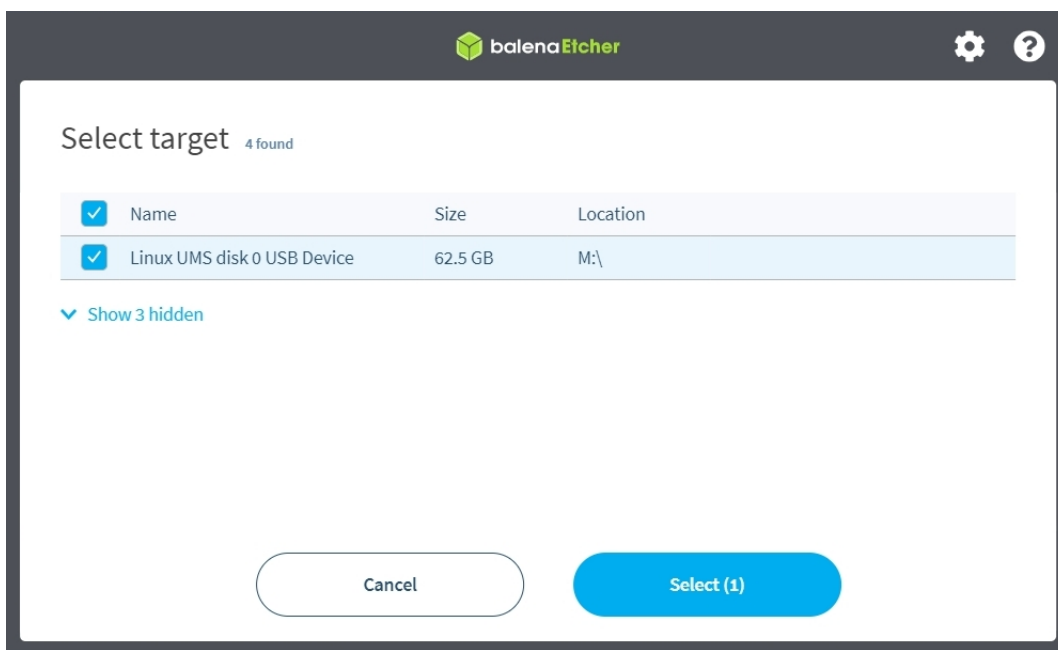 balenaEtcher
Select target 4 found
Name Size Location
Linux UMS disk 0 USB Device 62.5 GB M:\
Show 3 hidden
Cancel Select (1)